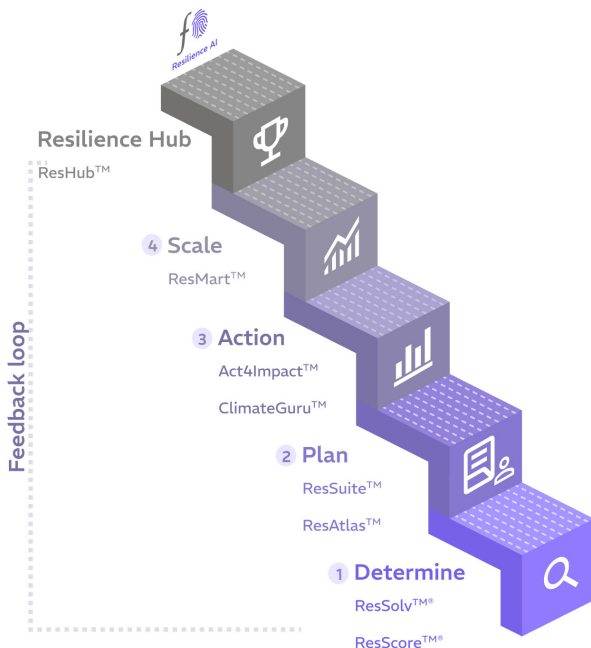 Resilience AI
Resilience Hub
ResHub™
4 Scale
ResMart™
3 Action
Act4Impact™
ClimateGuru™
2 Plan
ResSuite™
ResAtlas™
1 Determine
ResSolv™®
ResScore™®
Feedback loop